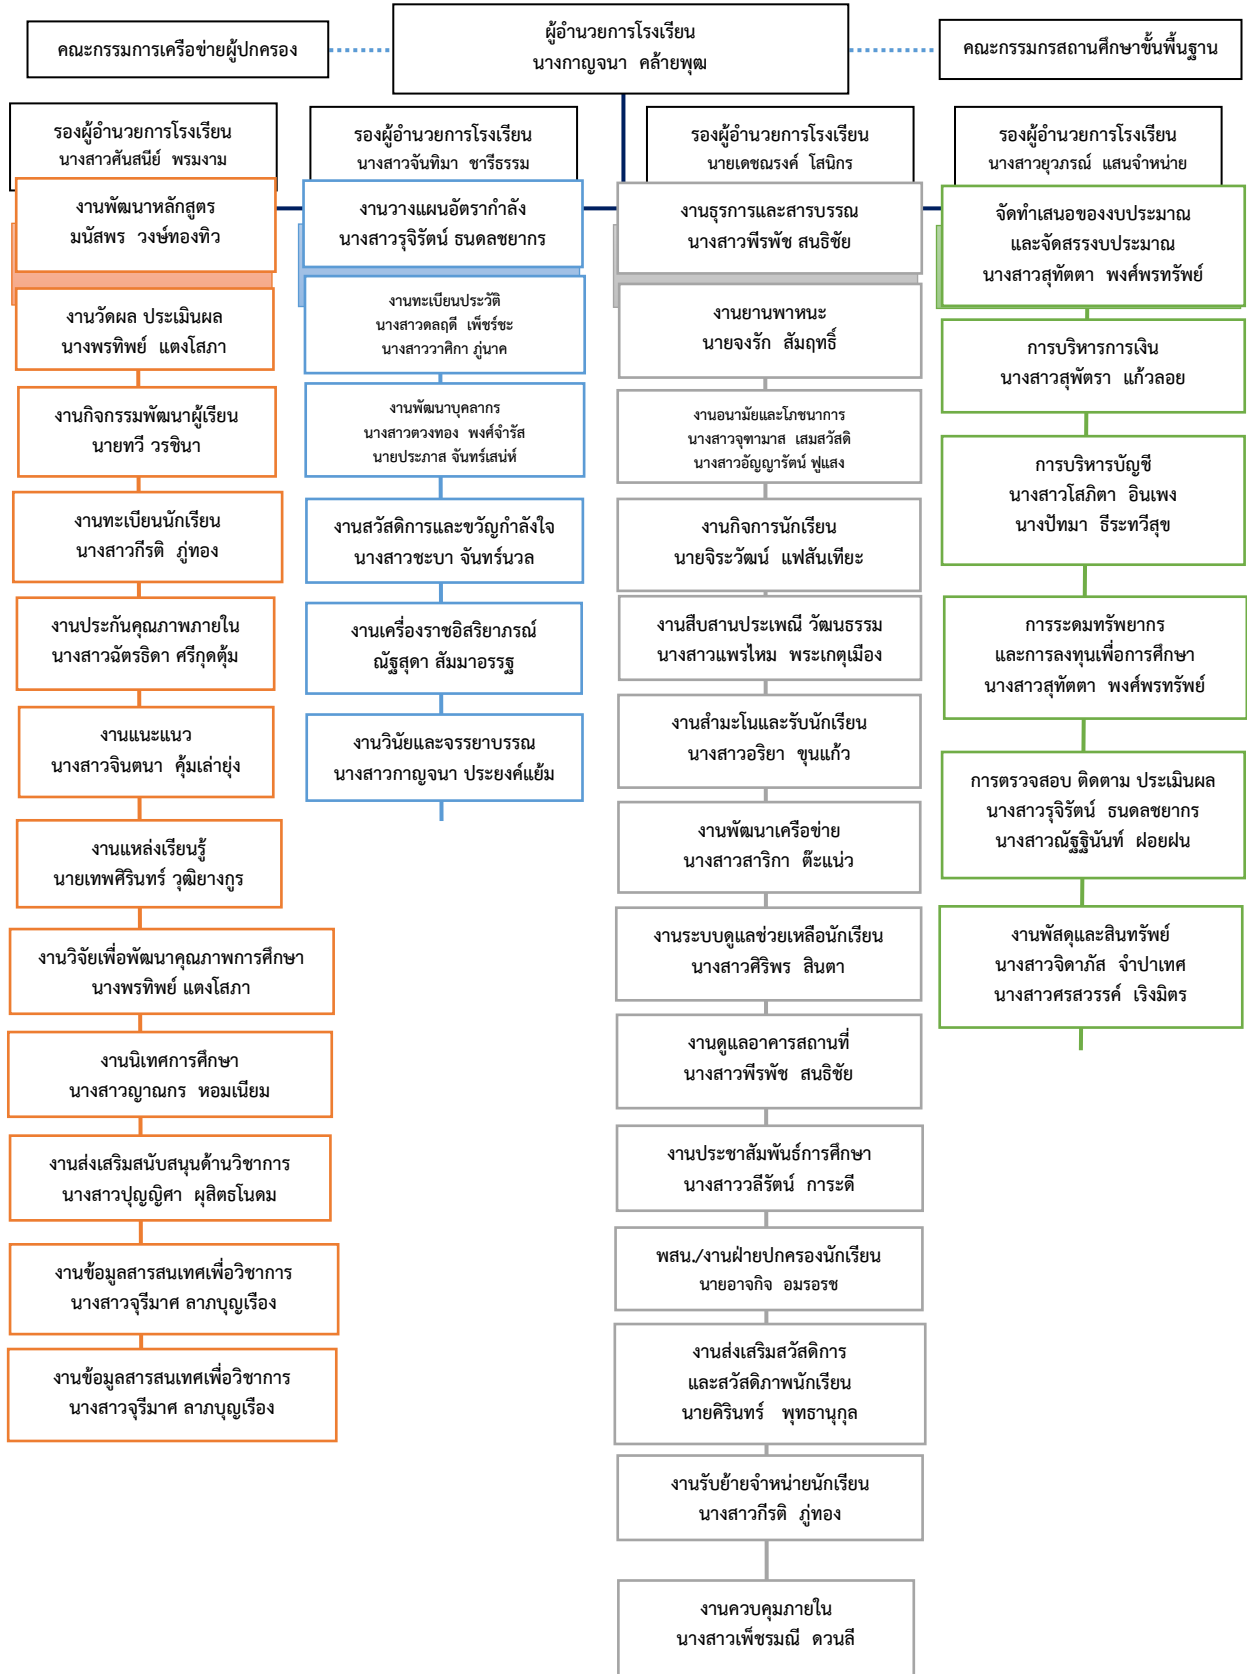 คณะกรรมการเครือข่ายผู้ปกครอง
ผู้อำนวยการโรงเรียน
นางกาญจนา คล้ายพุฒ
คณะกรรมกรสถานศึกษาขั้นพื้นฐาน
รองผู้อำนวยการโรงเรียน
นางสาวศันสนีย์ พรมงาม
งานพัฒนาหลักสูตร
มนัสพร วงษ์ทองทิว
งานวัดผล ประเมินผล
นางพรทิพย์ แตงโสภา
งานกิจกรรมพัฒนาผู้เรียน
นายทวี วรชินา
งานทะเบียนนักเรียน
นางสาวกีรติ ภู่ทอง
งานประกันคุณภาพภายใน
นางสาวฉัตรธิดา ศรีกุดตุ้ม
งานแนะแนว
นางสาวจินตนา คุ้มเล่ายุ่ง
งานแหล่งเรียนรู้
นายเทพศิรินทร์ วุฒิยางกูร
งานวิจัยเพื่อพัฒนาคุณภาพการศึกษา
นางพรทิพย์ แตงโสภา
งานนิเทศการศึกษา
นางสาวญาณกร หอมเนียม
งานส่งเสริมสนับสนุนด้านวิชาการ
นางสาวปุญญิศา ผุสิตธโนดม
งานข้อมูลสารสนเทศเพื่อวิชาการ
นางสาวจุรีมาศ ลาภบุญเรือง
งานข้อมูลสารสนเทศเพื่อวิชาการ
นางสาวจุรีมาศ ลาภบุญเรือง
รองผู้อำนวยการโรงเรียน
นางสาวจันทิมา ชารีธรรม
งานวางแผนอัตรากำลัง
นางสาวรุจิรัตน์ ธนดลชยากร
งานทะเบียนประวัติ
นางสาวดลฤดี เพ็ชร์ชะ
นางสาววาศิกา ภู่นาค
งานพัฒนาบุคลากร
นางสาวตวงทอง พงศ์จำรัส
นายประภาส จันทร์เสน่ห์
งานสวัสดิการและขวัญกำลังใจ
นางสาวชะบา จันทร์นวล
งานเครื่องราชอิสริยาภรณ์
ณัฐสุดา สัมมาอรรฐ
งานวินัยและจรรยาบรรณ
นางสาวกาญจนา ประยงค์แย้ม
รองผู้อำนวยการโรงเรียน
นายเดชณรงค์ โสนิกร
งานธุรการและสารบรรณ
นางสาวพีรพัช สนธิชัย
งานยานพาหนะ
นายจงรัก สัมฤทธิ์
งานอนามัยและโภชนาการ
นางสาวจุฑามาส เสมสวัสดิ
นางสาวอัญญารัตน์ ฟูแสง
งานกิจการนักเรียน
นายจิระวัฒน์ แฟสันเทียะ
งานสืบสานประเพณี วัฒนธรรม
นางสาวแพรไหม พระเกตุเมือง
งานสำมะโนและรับนักเรียน
นางสาวอริยา ขุนแก้ว
งานพัฒนาเครือข่าย
นางสาวสาริกา ต๊ะแน่ว
งานระบบดูแลช่วยเหลือนักเรียน
นางสาวศิริพร สินตา
งานดูแลอาคารสถานที่
นางสาวพีรพัช สนธิชัย
งานประชาสัมพันธ์การศึกษา
นางสาววลีรัตน์ การะดี
พสน./งานฝ่ายปกครองนักเรียน
นายอาจกิจ อมรอรช
งานส่งเสริมสวัสดิการ
และสวัสดิภาพนักเรียน
นายคิรินทร์ พุทธานุกุล
งานรับย้ายจำหน่ายนักเรียน
นางสาวกีรติ ภู่ทอง
งานควบคุมภายใน
นางสาวเพ็ชรมณี ดวนลี
รองผู้อำนวยการโรงเรียน
นางสาวยุวภรณ์ แสนจำหน่าย
จัดทำเสนอของงบประมาณ
และจัดสรรงบประมาณ
นางสาวสุทัตตา พงศ์พรทรัพย์
การบริหารการเงิน
นางสาวสุพัตรา แก้วลอย
การบริหารบัญชี
นางสาวโสภิตา อินเพง
นางปัทมา ธีระทวีสุข
การระดมทรัพยากร
และการลงทุนเพื่อการศึกษา
นางสาวสุทัตตา พงศ์พรทรัพย์
การตรวจสอบ ติดตาม ประเมินผล
นางสาวรุจิรัตน์ ธนดลชยากร
นางสาวณัฐฐินันท์ ฝอยฝน
งานพัสดุและสินทรัพย์
นางสาวจิดาภัส จำปาเทศ
นางสาวศรสวรรค์ เริงมิตร